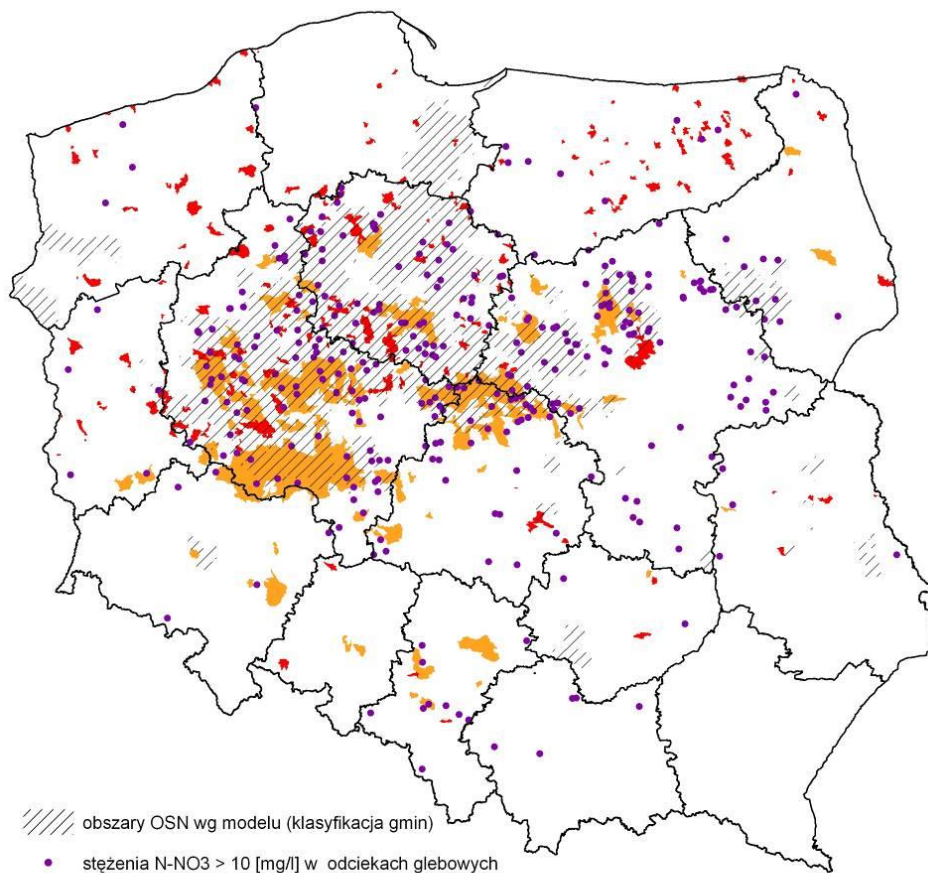 obszary OSN wg modelu (klasyfikacja gmin)
stężenia N-NO3 > 10 [mg/l] w odciekach glebowych